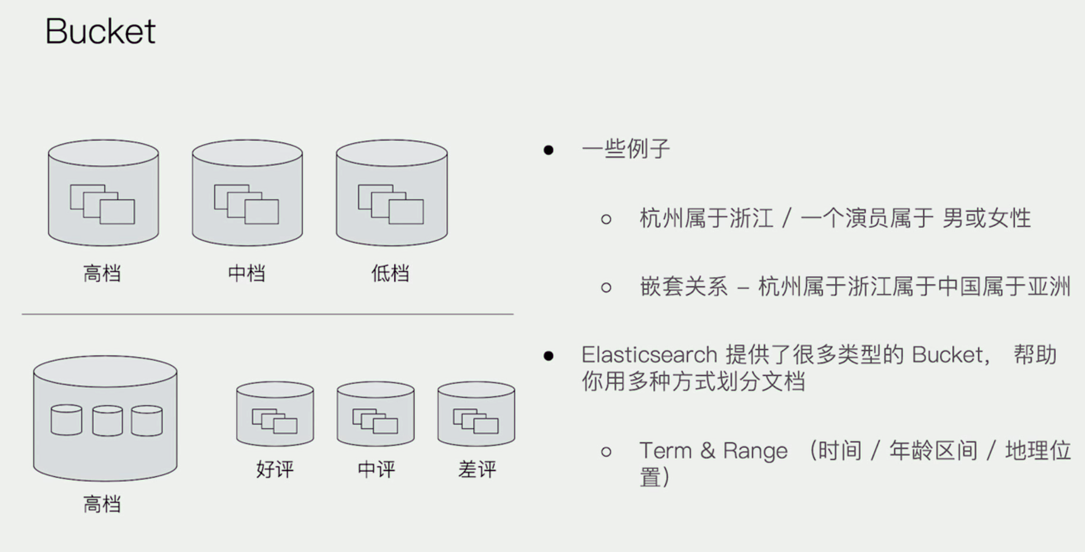 Bucket
高档
中档
低档
高档
好评
中评
差评
一些例子
杭州属于浙江 / 一个演员属于 男或女性
嵌套关系 – 杭州属于浙江属于中国属于亚洲
Elasticsearch 提供了很多类型的 Bucket, 帮助
你用多种方式划分文档
Term & Range （时间 / 年龄区间 / 地理位
置）